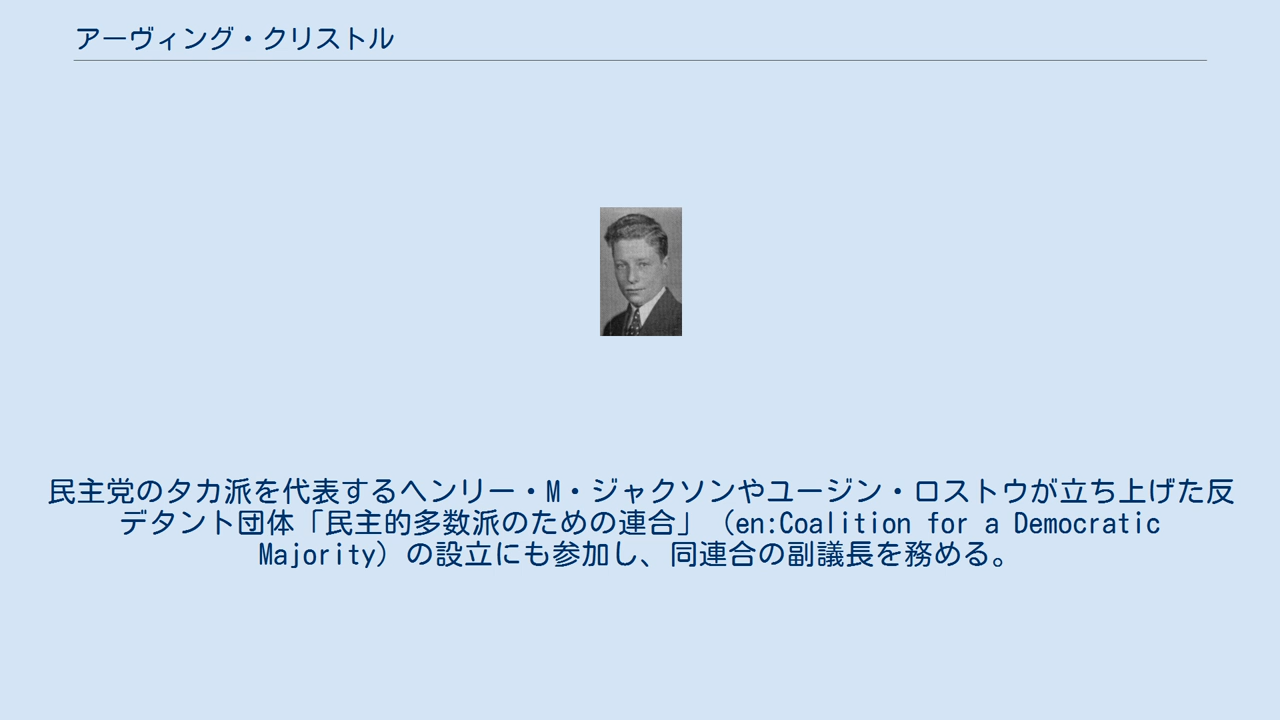 アーヴィング・クリストル
民主党のタカ派を代表するヘンリー・M・ジャクソンやユージン・ロストウが立ち上げた反
デタント団体「民主的多数派のための連合」（en:Coalition for a Democratic
Majority）の設立にも参加し、同連合の副議長を務める。